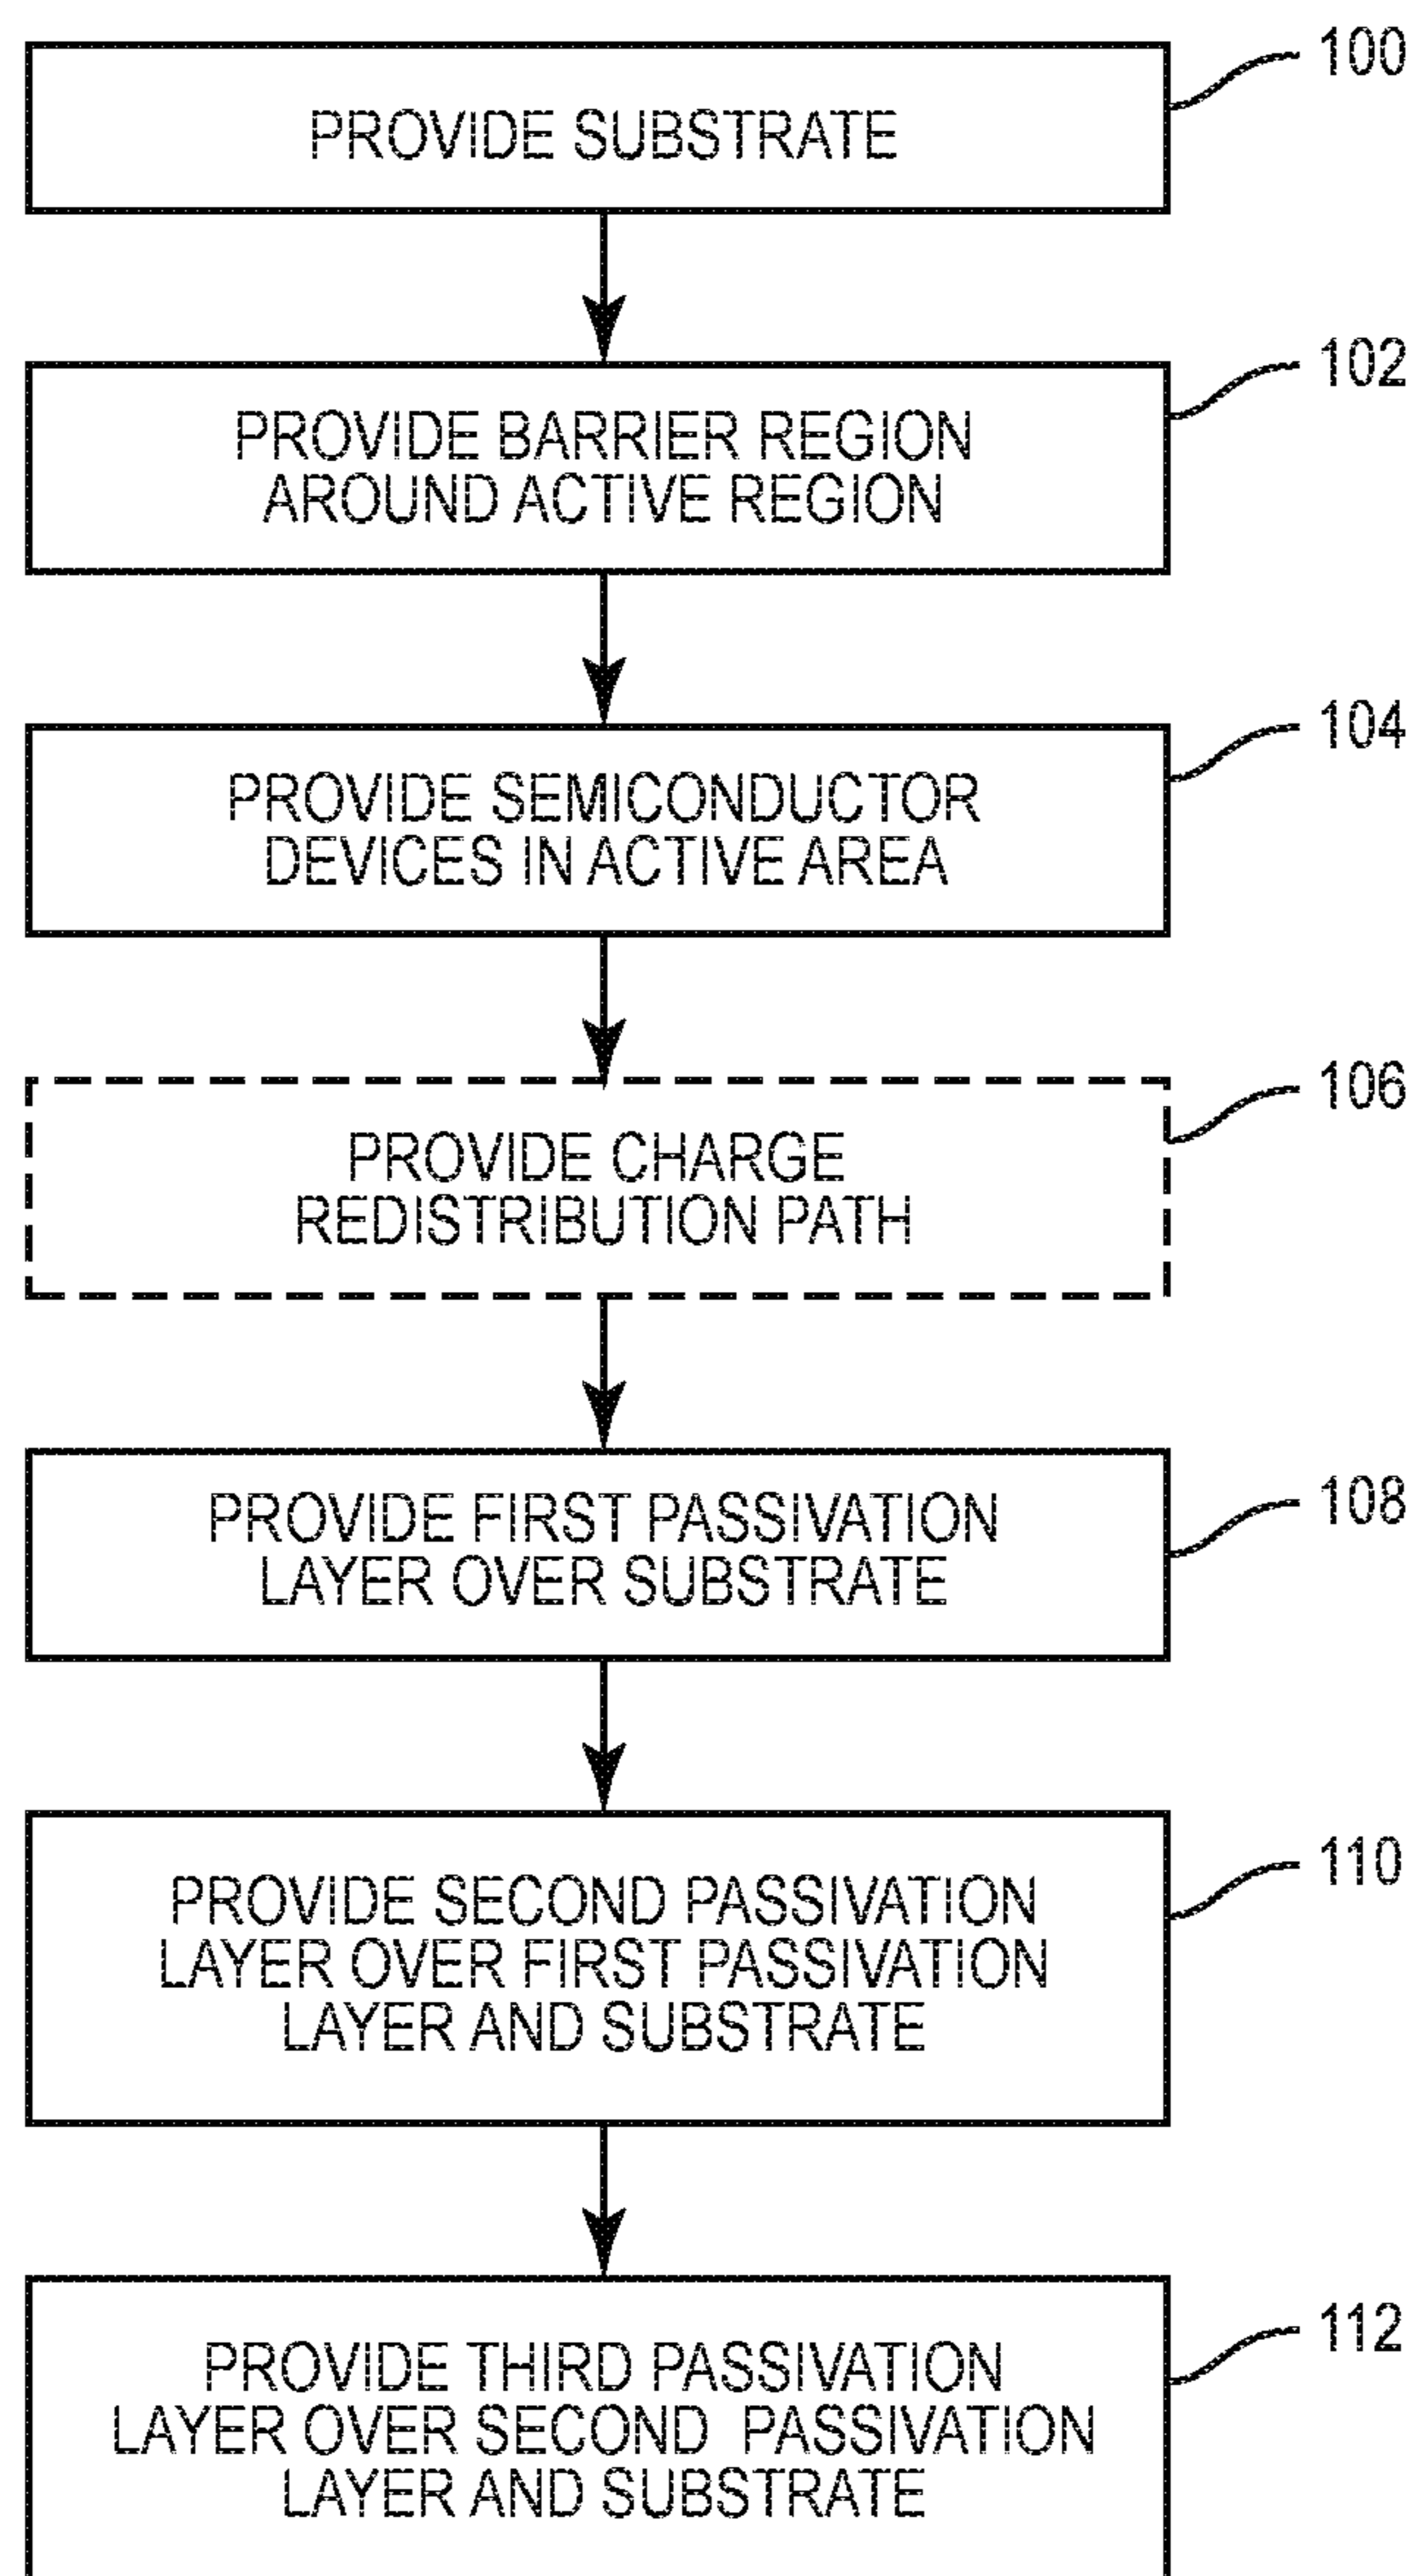 100
PROVIDE SUBSTRATE
102
PROVIDE BARRIER REGION
AROUND ACTIVE REGION
104
PROVIDE SEMICONDUCTOR
DEVICES IN ACTIVE AREA
106
PROVIDE CHARGE
REDISTRIBUTION PATH
108
PROVIDE FIRST PASSIVATION
LAYER OVER SUBSTRATE
110
PROVIDE SECOND PASSIVATION
LAYER OVER FIRST PASSIVATION
LAYER AND SUBSTRATE
112
PROVIDE THIRD PASSIVATION
LAYER OVER SECOND PASSIVATION
LAYER AND SUBSTRATE